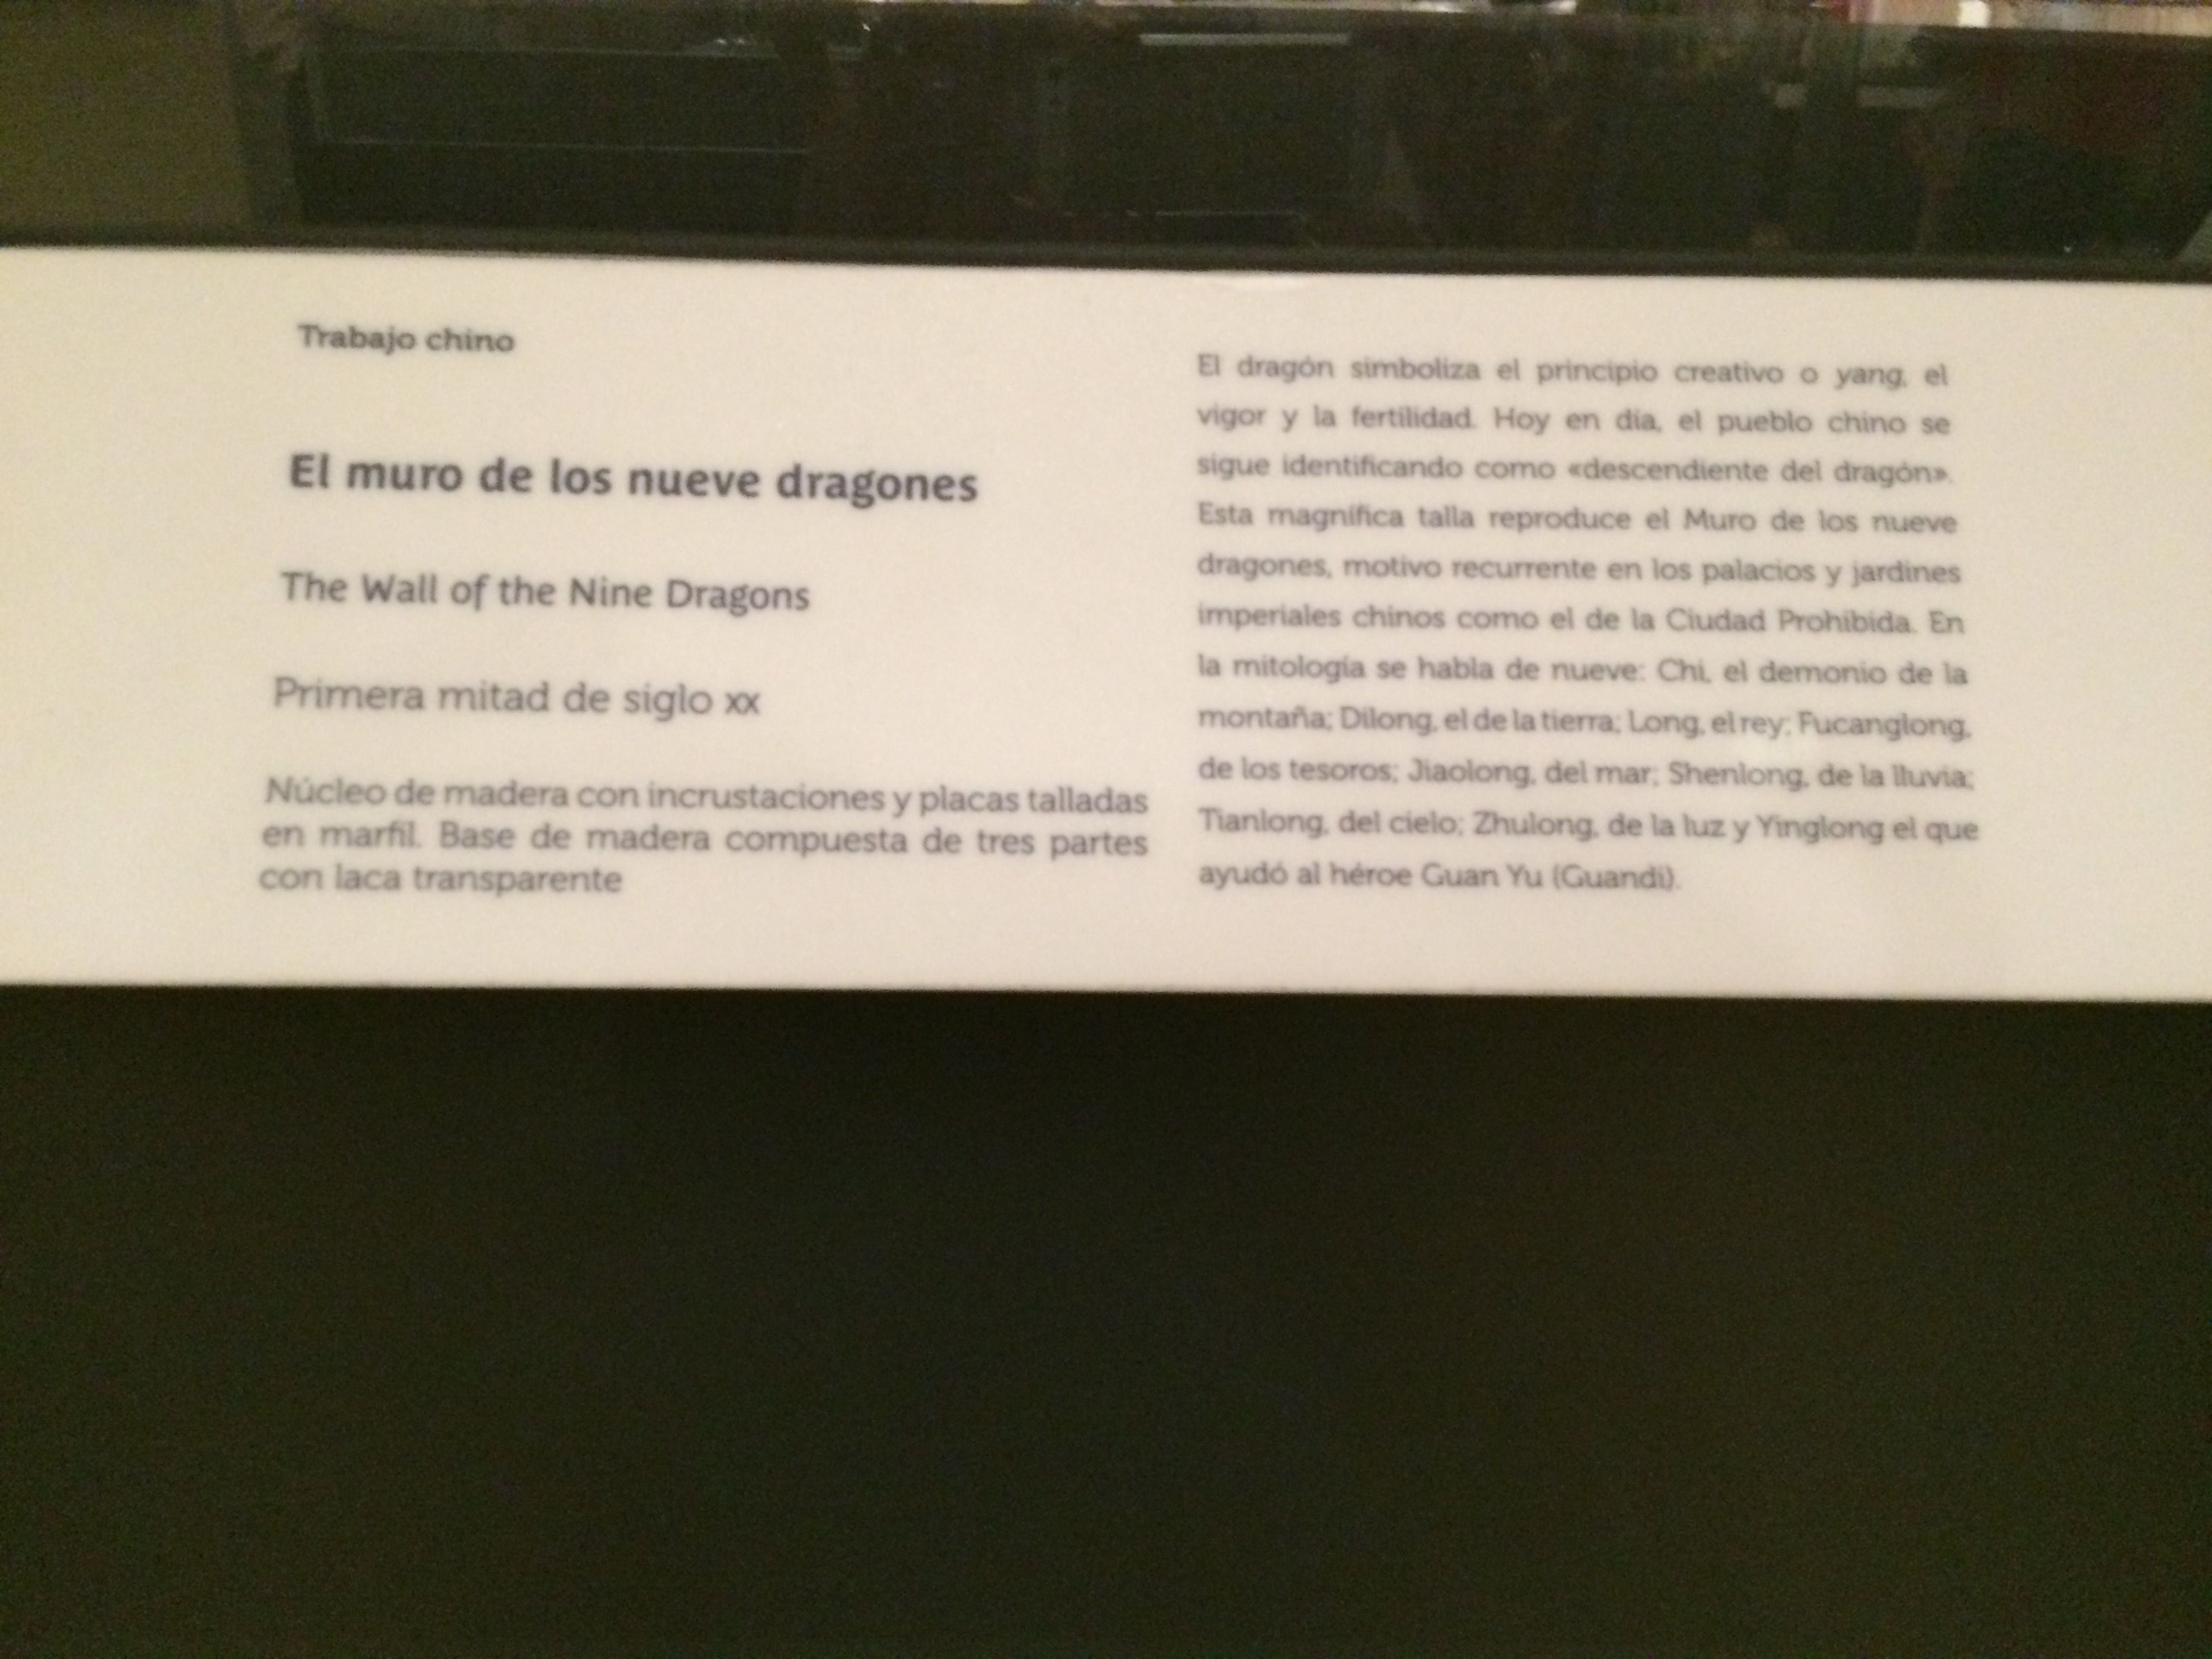 Trabajo chino
El muro de los nueve dragones
The Wall of the Nine Dragons
Primera mitad de siglo xx
Núcleo de madera con incrustaciones y placas talladas
en marfil. Base de madera compuesta de tres partes
con laca transparente
El dragón simboliza el principio creativo o yang, el
vigor y la fertilidad. Hoy en día, el pueblo chino se
sigue identificando como «descendiente del dragón».
Esta magnífica talla reproduce el Muro de los nueve
dragones, motivo recurrente en los palacios y jardines
imperiales chinos como el de la Ciudad Prohibida. En
la mitología se habla de nueve: Chi, el demonio de la
montaña; Dilong, el de la tierra; Long, el rey; Fucanglong,
de los tesoros; Jiaolong, del mar; Shenlong, de la lluvia;
Tianlong, del cielo; Zhulong, de la luz y Yinglong el que
ayudó al héroe Guan Yu (Guandi).